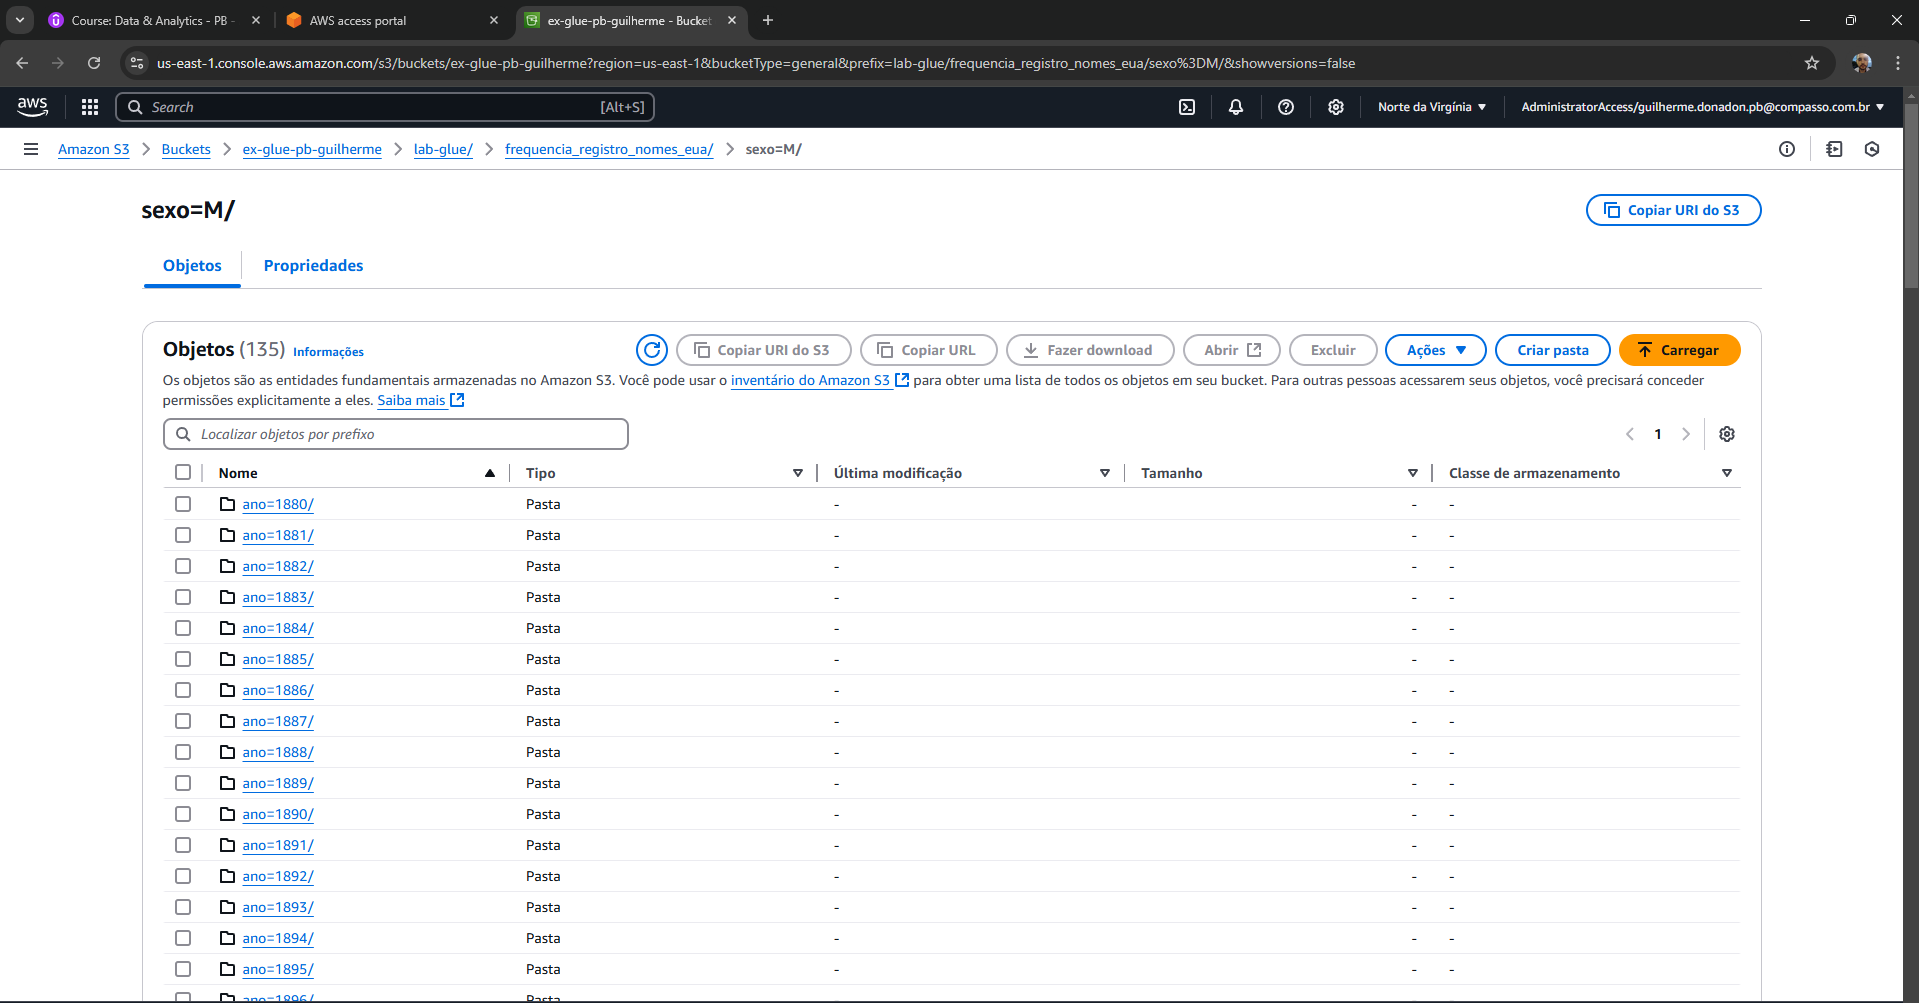 Course: Data & Analytics - PB -
AWS access portal
ex-glue-pb-guilherme - Bucket
us-east-1.console.aws.amazon.com/s3/buckets/ex-glue-pb-guilherme?region=us-east-1&bucketType=general&prefix=lab-glue/frequencia_registro_nomes_eua/sexo%3DM/&showversions=false
aws
Search
[Alt+S]
Norte da Virgínia
AdministratorAccess/guilherme.donadon.pb@compasso.com.br
Amazon S3
Buckets
ex-glue-pb-guilherme
lab-glue/
frequencia_registro_nomes_eua/
sexo=M/
sexo=M/
Copiar URI do S3
Objetos
Propriedades
Objetos (135) Informações
Copiar URI do S3
Copiar URL
Fazer download
Abrir
Excluir
Ações
Criar pasta
Carregar
Os objetos são as entidades fundamentais armazenadas no Amazon S3. Você pode usar o inventário do Amazon S3 para obter uma lista de todos os objetos em seu bucket. Para outras pessoas acessarem seus objetos, você precisará conceder
permissões explicitamente a eles. Saiba mais
Localizar objetos por prefixo
1
Nome Tipo Última modificação Tamanho Classe de armazenamento
ano=1880/ Pasta - - -
ano=1881/ Pasta - - -
ano=1882/ Pasta - - -
ano=1883/ Pasta - - -
ano=1884/ Pasta - - -
ano=1885/ Pasta - - -
ano=1886/ Pasta - - -
ano=1887/ Pasta - - -
ano=1888/ Pasta - - -
ano=1889/ Pasta - - -
ano=1890/ Pasta - - -
ano=1891/ Pasta - - -
ano=1892/ Pasta - - -
ano=1893/ Pasta - - -
ano=1894/ Pasta - - -
ano=1895/ Pasta - - -
ano=1896/ Pasta - - -